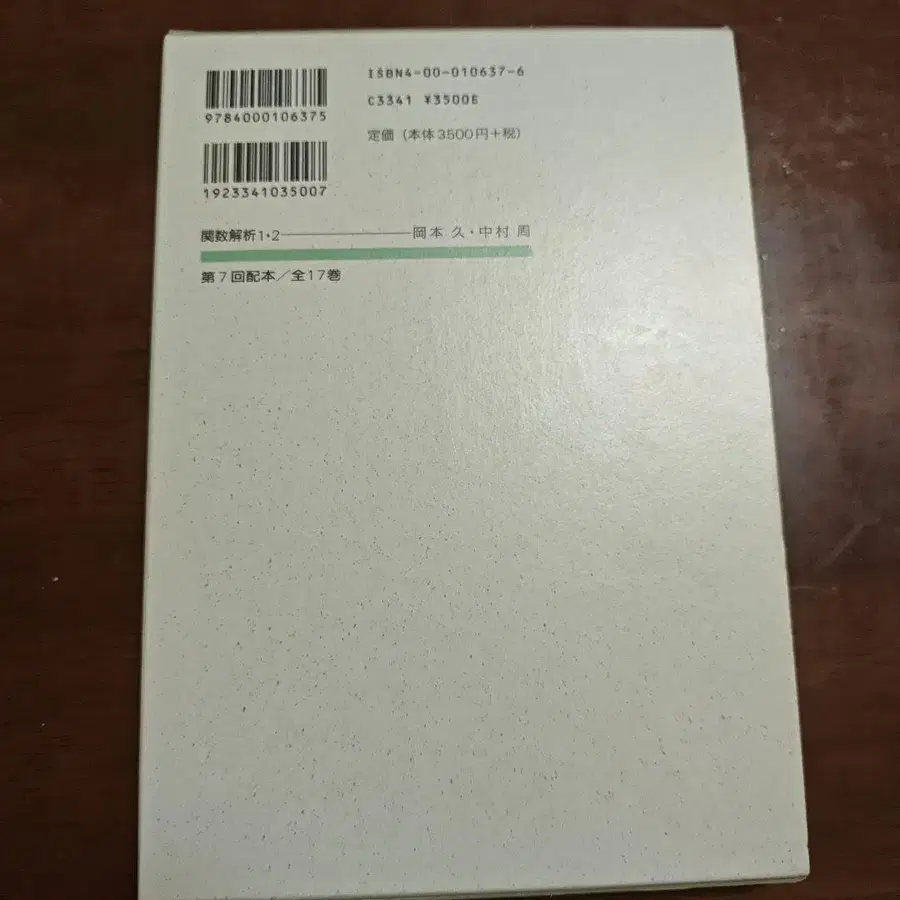 ISBN4-00-010637-6
9784000106375
C3341 ¥3500E
定価(本体3500円+税)
1923341035007
関数解析1・2 岡本 久・中村 周
第7回配本/全17巻